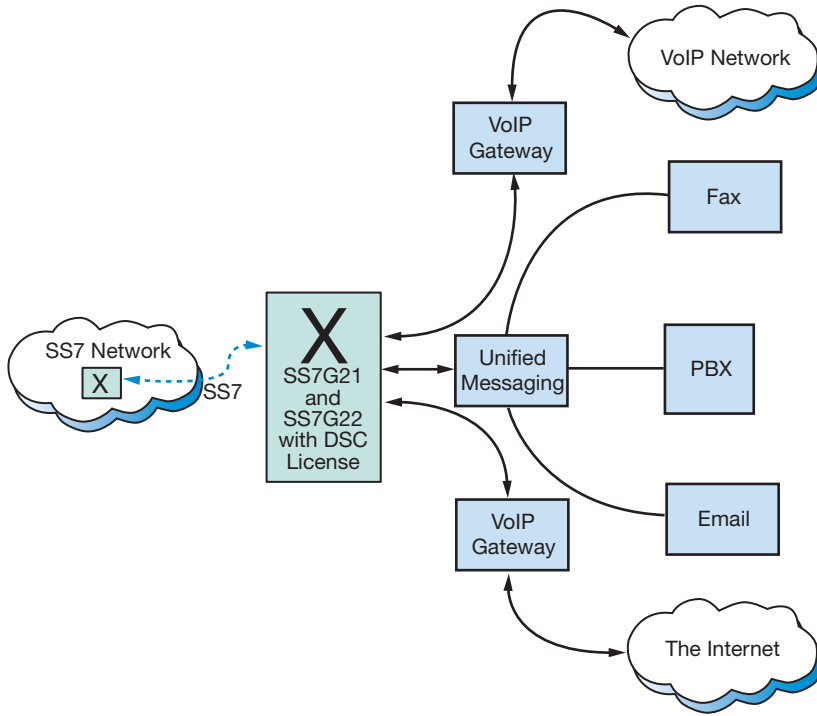 VoIP Network
VoIP
Gateway
Fax
SS7 Network
X
SS7
X
SS7G21
and
SS7G22
with DSC
License
Unified
Messaging
PBX
VoIP
Gateway
Email
The Internet